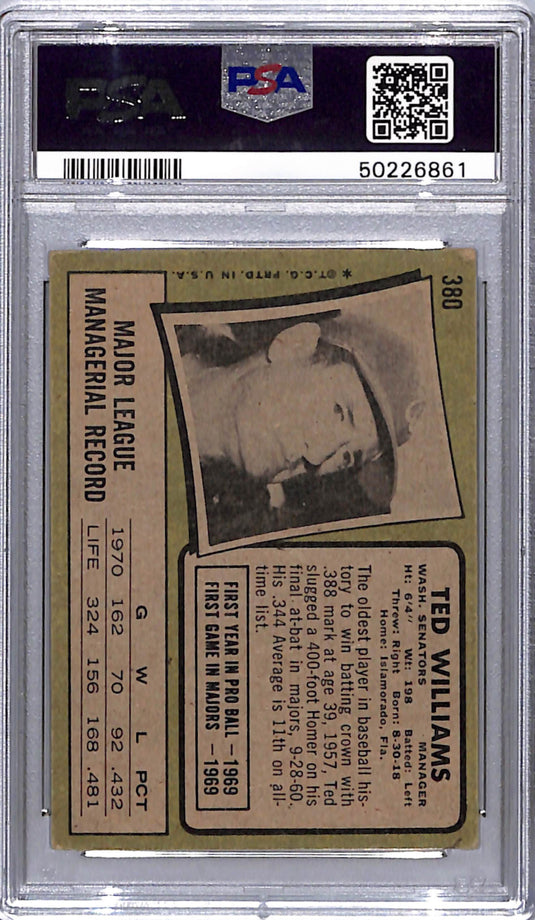 PSA
PSA
50226861
380
TED WILLIAMS
WASH. SENATORS MANAGER
Ht: 6'4" Wt: 198 Batted: Left
Threw: Right Born: 8-30-18
Home: Islamorado, Fla.
The oldest player in baseball his-
tory to win batting crown with
.388 mark at age 39, 1957, Ted
slugged a 400-foot Homer on his
final at-bat in majors, 9-28-60.
His .344 Average is 11th on all-
time list.
FIRST YEAR IN PRO BALL — 1969
FIRST GAME IN MAJORS — 1969
MAJOR LEAGUE
MANAGERIAL RECORD
G W L PCT
1970 162 70 92 .432
LIFE 324 156 168 .481
* ©T.C.G. PRTD. IN U.S.A.